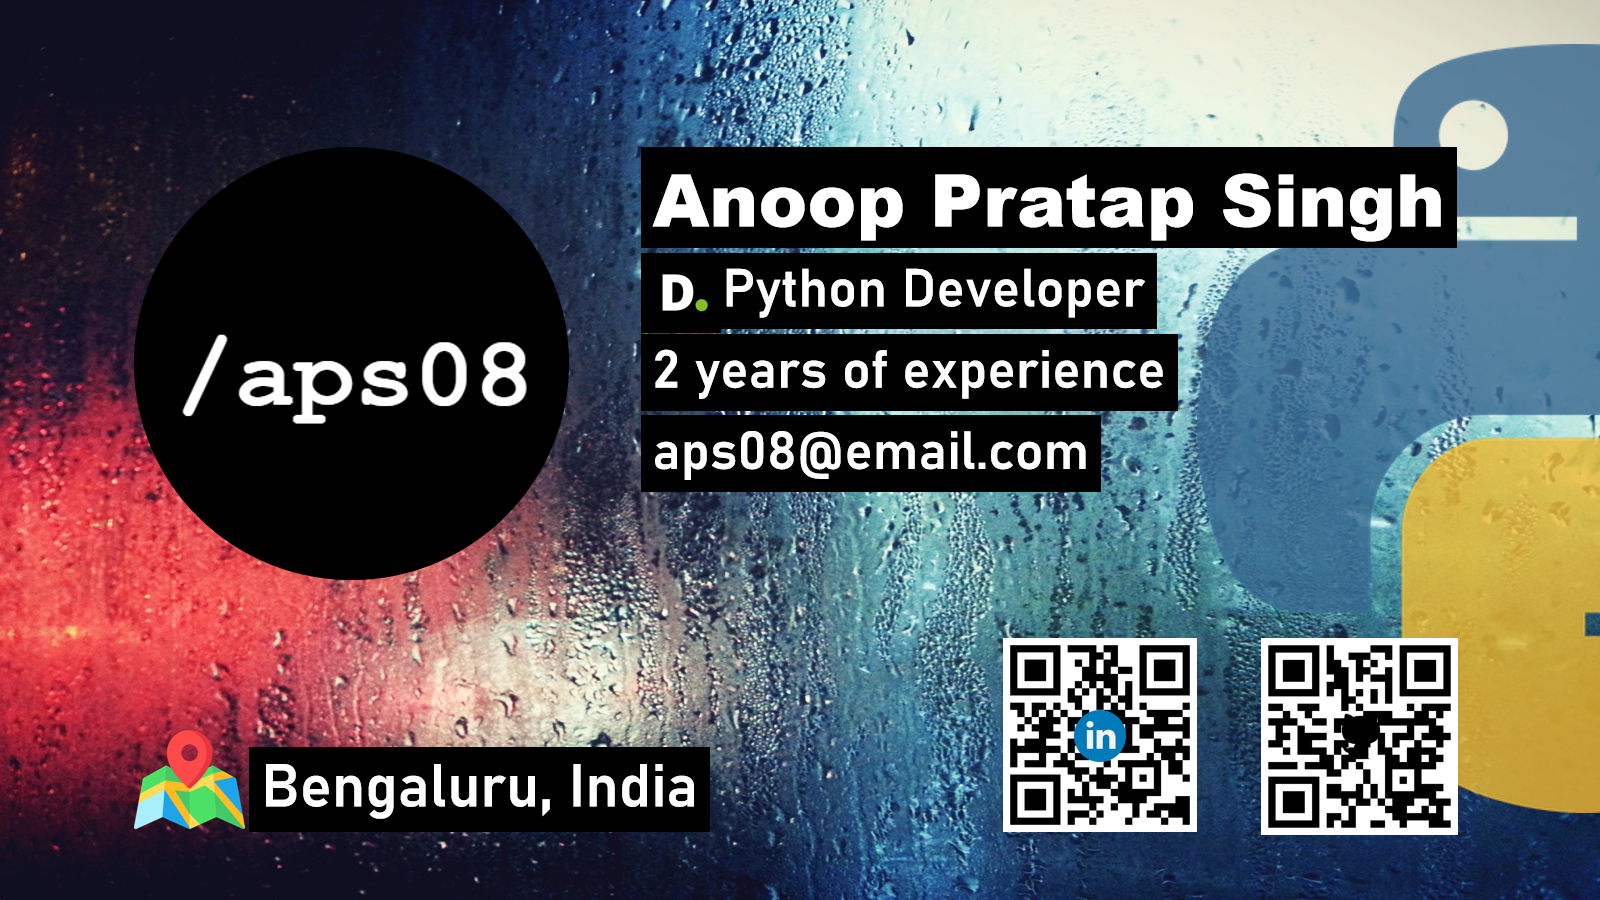 /aps08
Anoop Pratap Singh
D. Python Developer
2 years of experience
aps08@email.com
in
Bengaluru, India